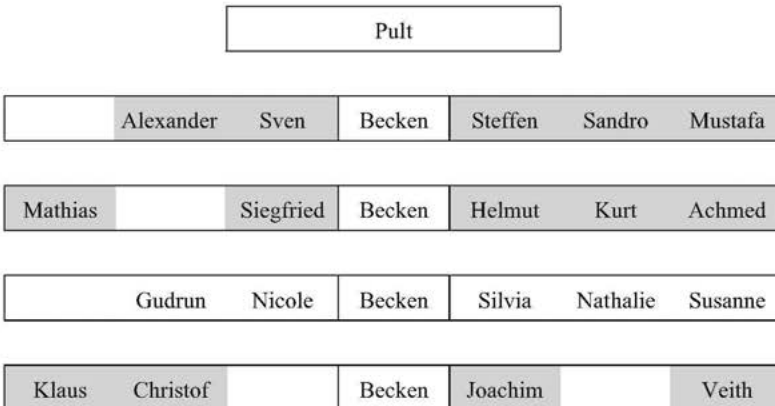 Pult
Alexander Sven Becken Steffen Sandro Mustafa
Mathias Siegfried Becken Helmut Kurt Achmed
Gudrun Nicole Becken Silvia Nathalie Susanne
Klaus Christof Becken Joachim Veith